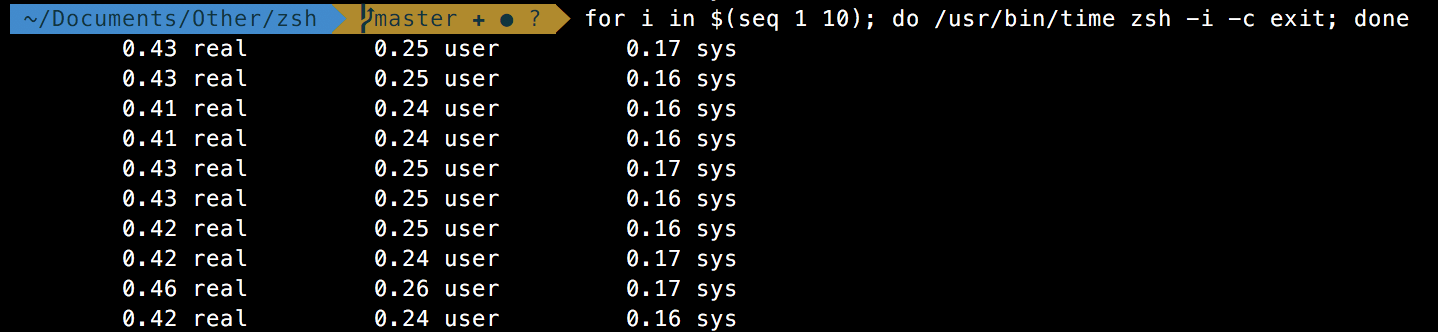 ~/Documents/Other/zsh master ✚ ● ? for i in $(seq 1 10); do /usr/bin/time zsh -i -c exit; done
0.43 real 0.25 user 0.17 sys
0.43 real 0.25 user 0.16 sys
0.41 real 0.24 user 0.16 sys
0.41 real 0.24 user 0.16 sys
0.43 real 0.25 user 0.17 sys
0.43 real 0.25 user 0.16 sys
0.42 real 0.25 user 0.16 sys
0.42 real 0.24 user 0.17 sys
0.46 real 0.26 user 0.17 sys
0.42 real 0.24 user 0.16 sys